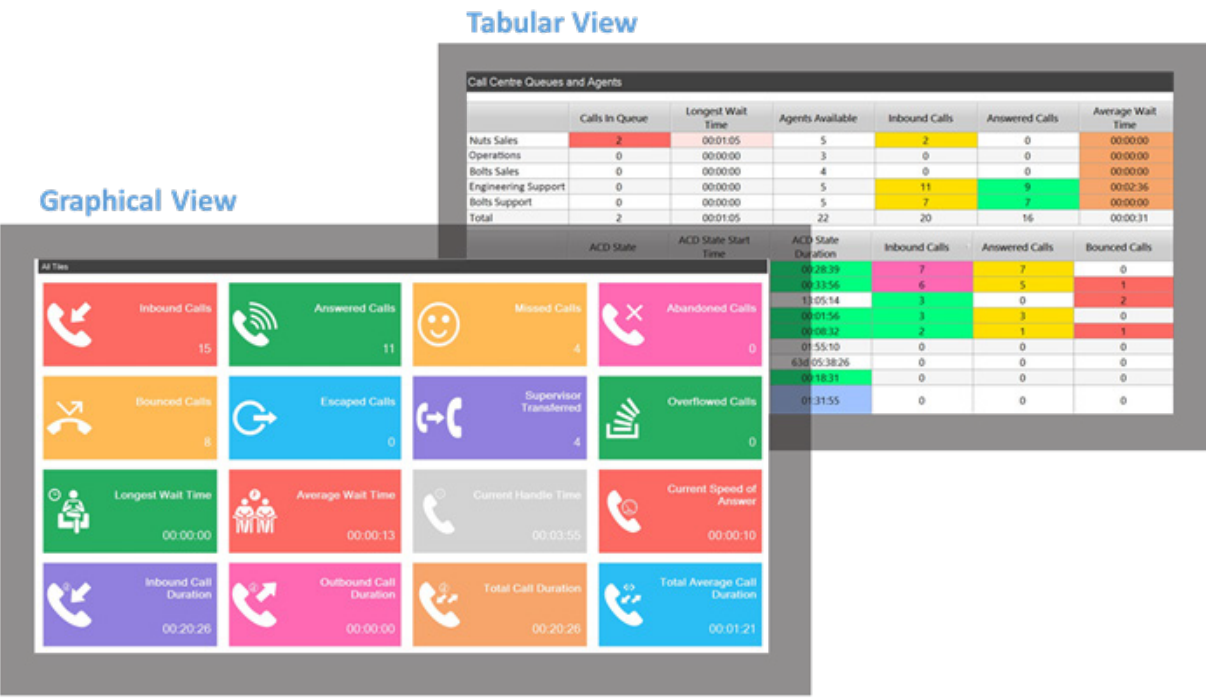 Tabular View
Call Centre Queues and Agents
Calls In Queue Longest Wait Time Agents Available Inbound Calls Answered Calls Average Wait Time
Nuts Sales 2 00:01:05 5 2 0 00:00:00
Operations 0 00:00:00 3 0 0 00:00:00
Bolts Sales 0 00:00:00 4 0 0 00:00:00
Engineering Support 0 00:00:00 5 11 9 00:02:36
Bolts Support 0 00:00:00 5 7 7 00:00:00
Total 2 00:01:05 22 20 16 00:00:31
ACD State ACD State Start Time ACD State Duration Inbound Calls Answered Calls Bounced Calls
00:28:39 7 7 0
00:33:56 6 5 1
13:05:14 3 0 2
00:01:56 3 3 0
00:08:32 2 1 1
01:55:10 0 0 0
63d 05:38:26 0 0 0
00:18:31 0 0 0
01:31:55 0 0 0
Graphical View
All Tiles
Inbound Calls
15
Answered Calls
11
Missed Calls
4
Abandoned Calls
0
Bounced Calls
8
Escaped Calls
0
Supervisor
Transferred
4
Overflowed Calls
0
Longest Wait Time
00:00:00
Average Wait Time
00:00:13
Current Handle Time
00:03:55
Current Speed of
Answer
00:00:10
Inbound Call
Duration
00:20:26
Outbound Call
Duration
00:00:00
Total Call Duration
00:20:26
Total Average Call
Duration
00:01:21